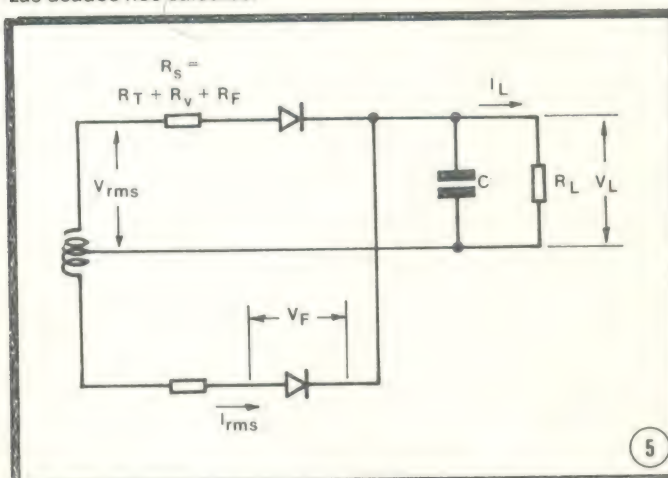 R_s =
R_T + R_v + R_F
I_L
V_rms
C
R_L
V_L
V_F
I_rms
5